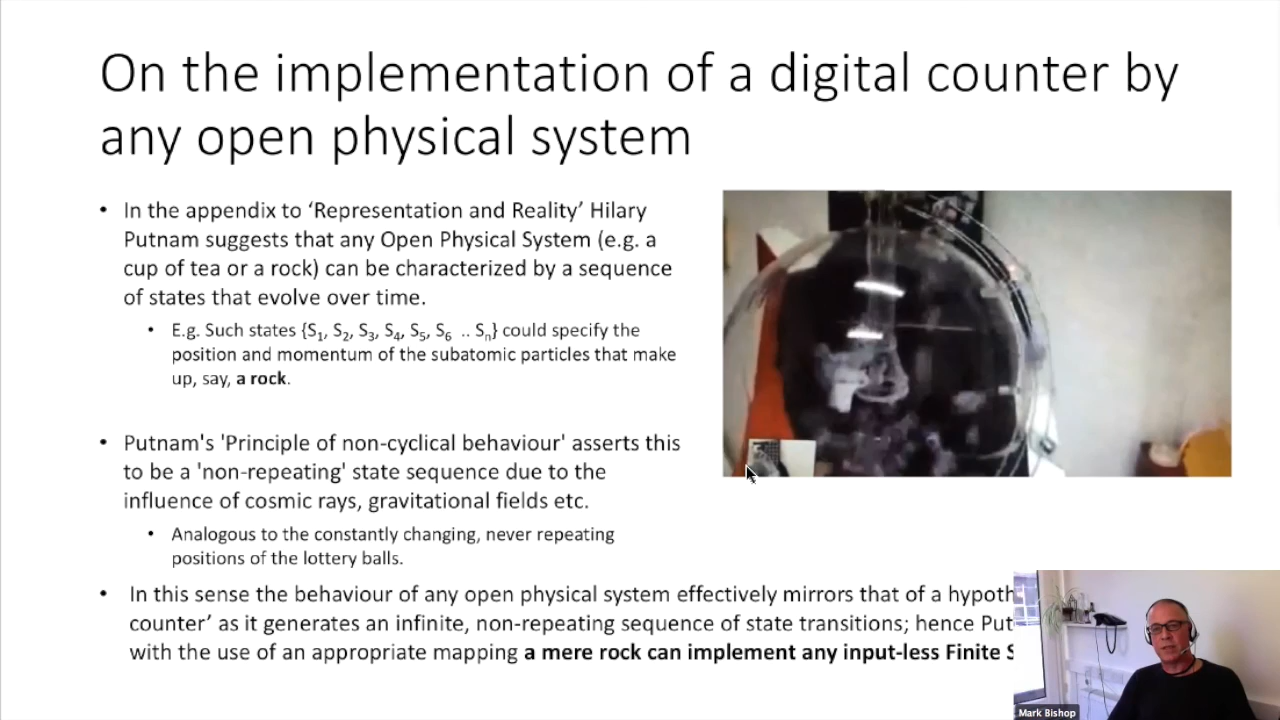 On the implementation of a digital counter by
any open physical system
• In the appendix to ‘Representation and Reality’ Hilary
Putnam suggests that any Open Physical System (e.g. a
cup of tea or a rock) can be characterized by a sequence
of states that evolve over time.
• E.g. Such states {S1, S2, S3, S4, S5, S6 .. Sn} could specify the
position and momentum of the subatomic particles that make
up, say, a rock.
• Putnam's 'Principle of non-cyclical behaviour' asserts this
to be a 'non-repeating' state sequence due to the
influence of cosmic rays, gravitational fields etc.
• Analogous to the constantly changing, never repeating
positions of the lottery balls.
• In this sense the behaviour of any open physical system effectively mirrors that of a hypoth
counter’ as it generates an infinite, non-repeating sequence of state transitions; hence Put
with the use of an appropriate mapping a mere rock can implement any input-less Finite S
Mark Bishop